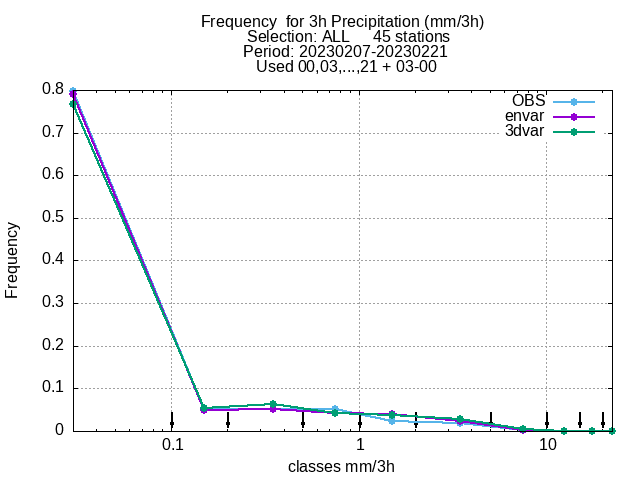 Frequency  for 3h Precipitation (mm/3h)
Selection: ALL     45 stations
Period: 20230207-20230221
Used 00,03,...,21 + 03-00
OBS
envar
3dvar
0.8
0.7
0.6
0.5
0.4
0.3
0.2
0.1
0
Frequency
0.1 1 10
classes mm/3h